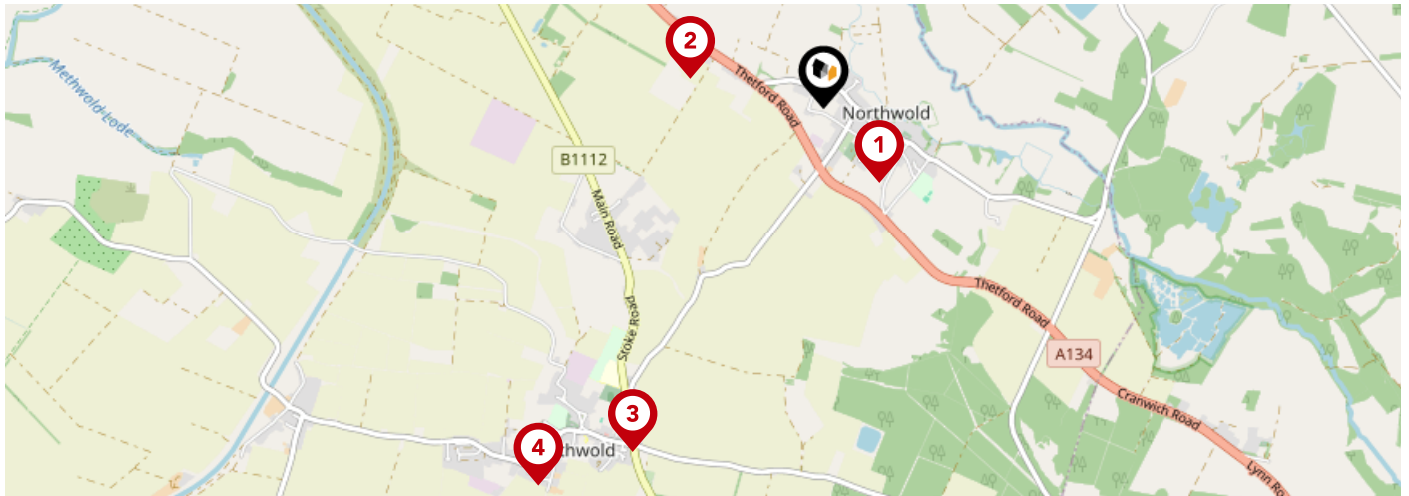 2
Thetford Road
Northwold
Methwold Lode
1
B1112
Main Road
Thetford Road
Stoke Road
A134
Cranwich Road
3
4
thwold
Lynn Ro